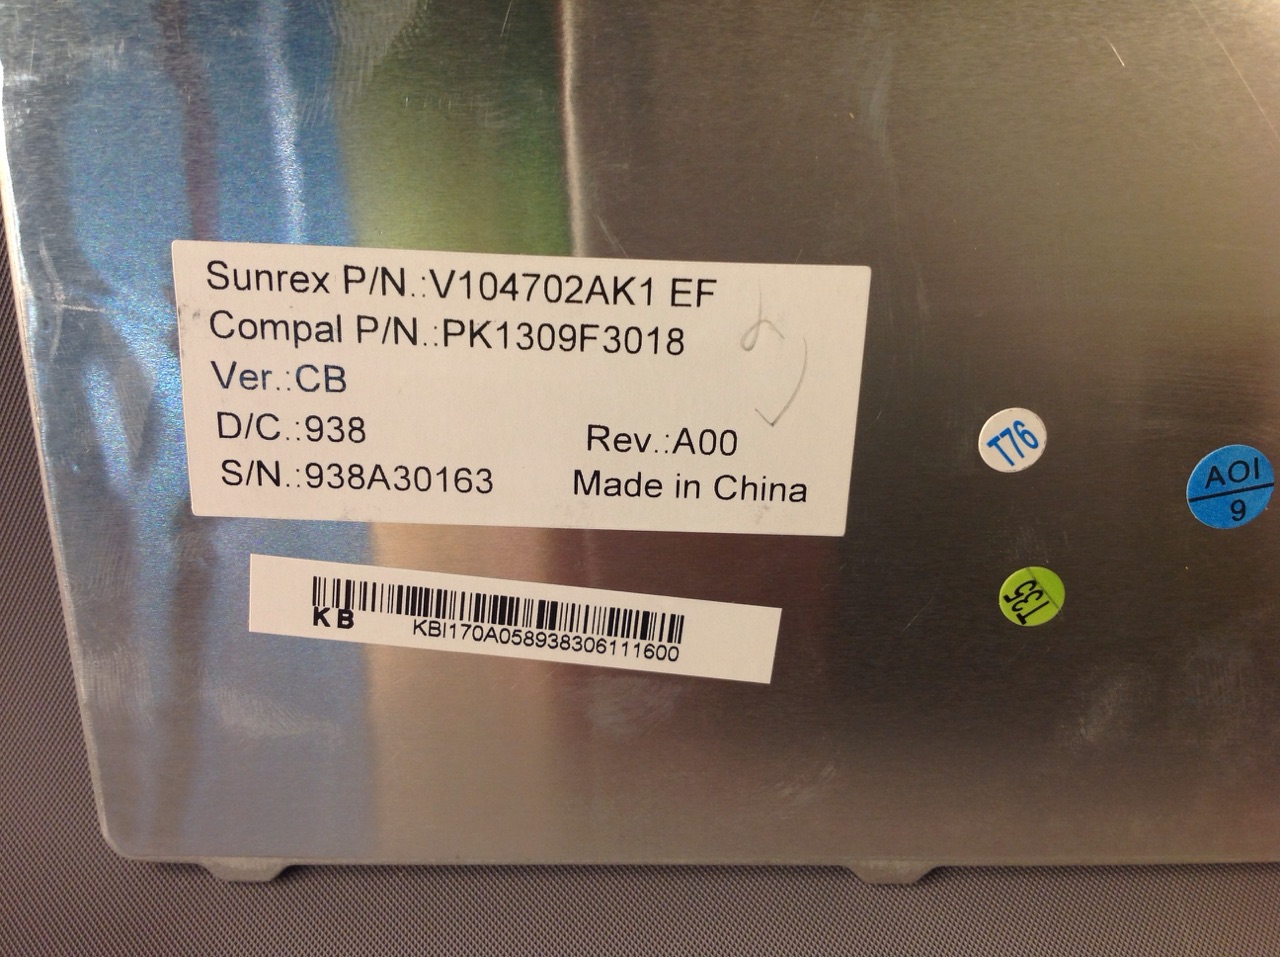 Sunrex P/N.:V104702AK1 EF
Compal P/N.:PK1309F3018
Ver.:CB
D/C.:938 Rev.:A00
S/N.:938A30163 Made in China
KB
KBI170A058938306111600
T76
AOI
9
T35